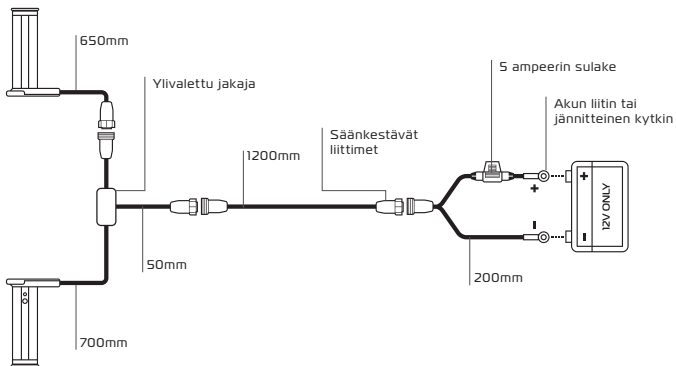 650mm
Ylivalettu jakaja
5 ampeerin sulake
Akun liitin tai
jännitteinen kytkin
Säänkestävät
liittimet
1200mm
+
+
12V ONLY
-
-
50mm
200mm
700mm